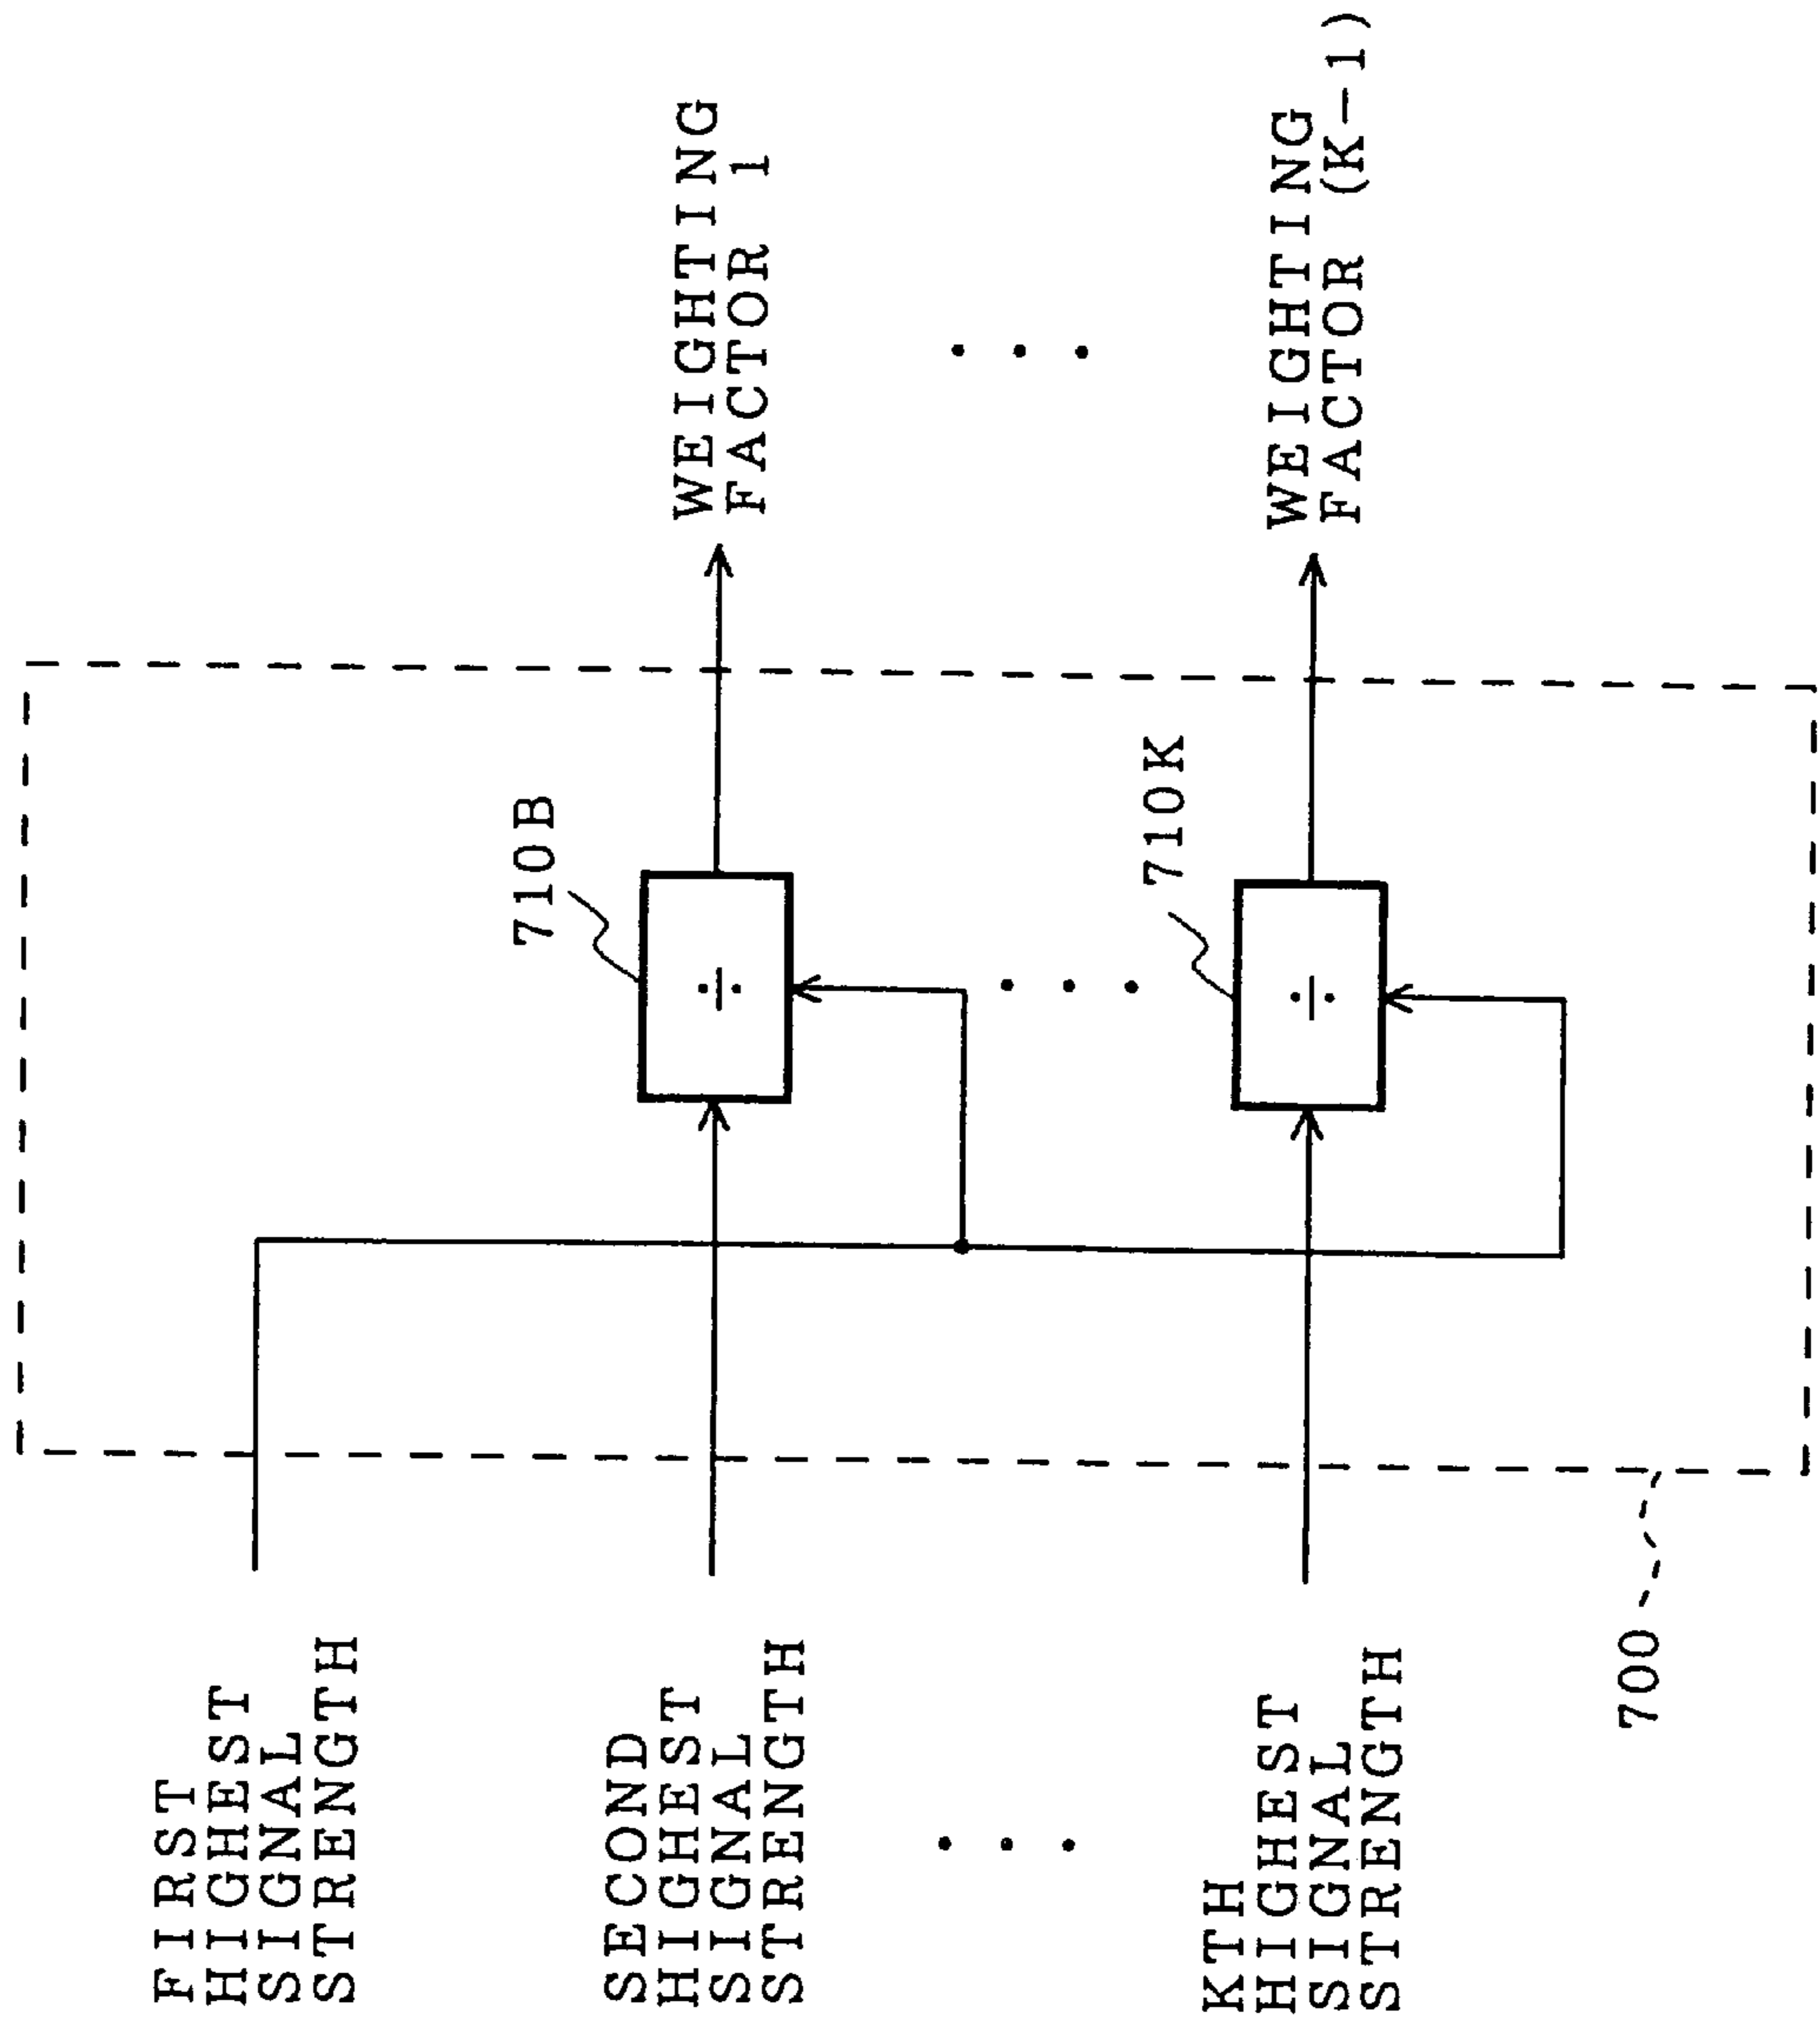 FIRST
HIGHEST
SIGNAL
STRENGTH
SECOND
HIGHEST
SIGNAL
STRENGTH
710B
÷
WEIGHTING
FACTOR 1
KTH
HIGHEST
SIGNAL
STRENGTH
710K
÷
WEIGHTING
FACTOR (K-1)
700